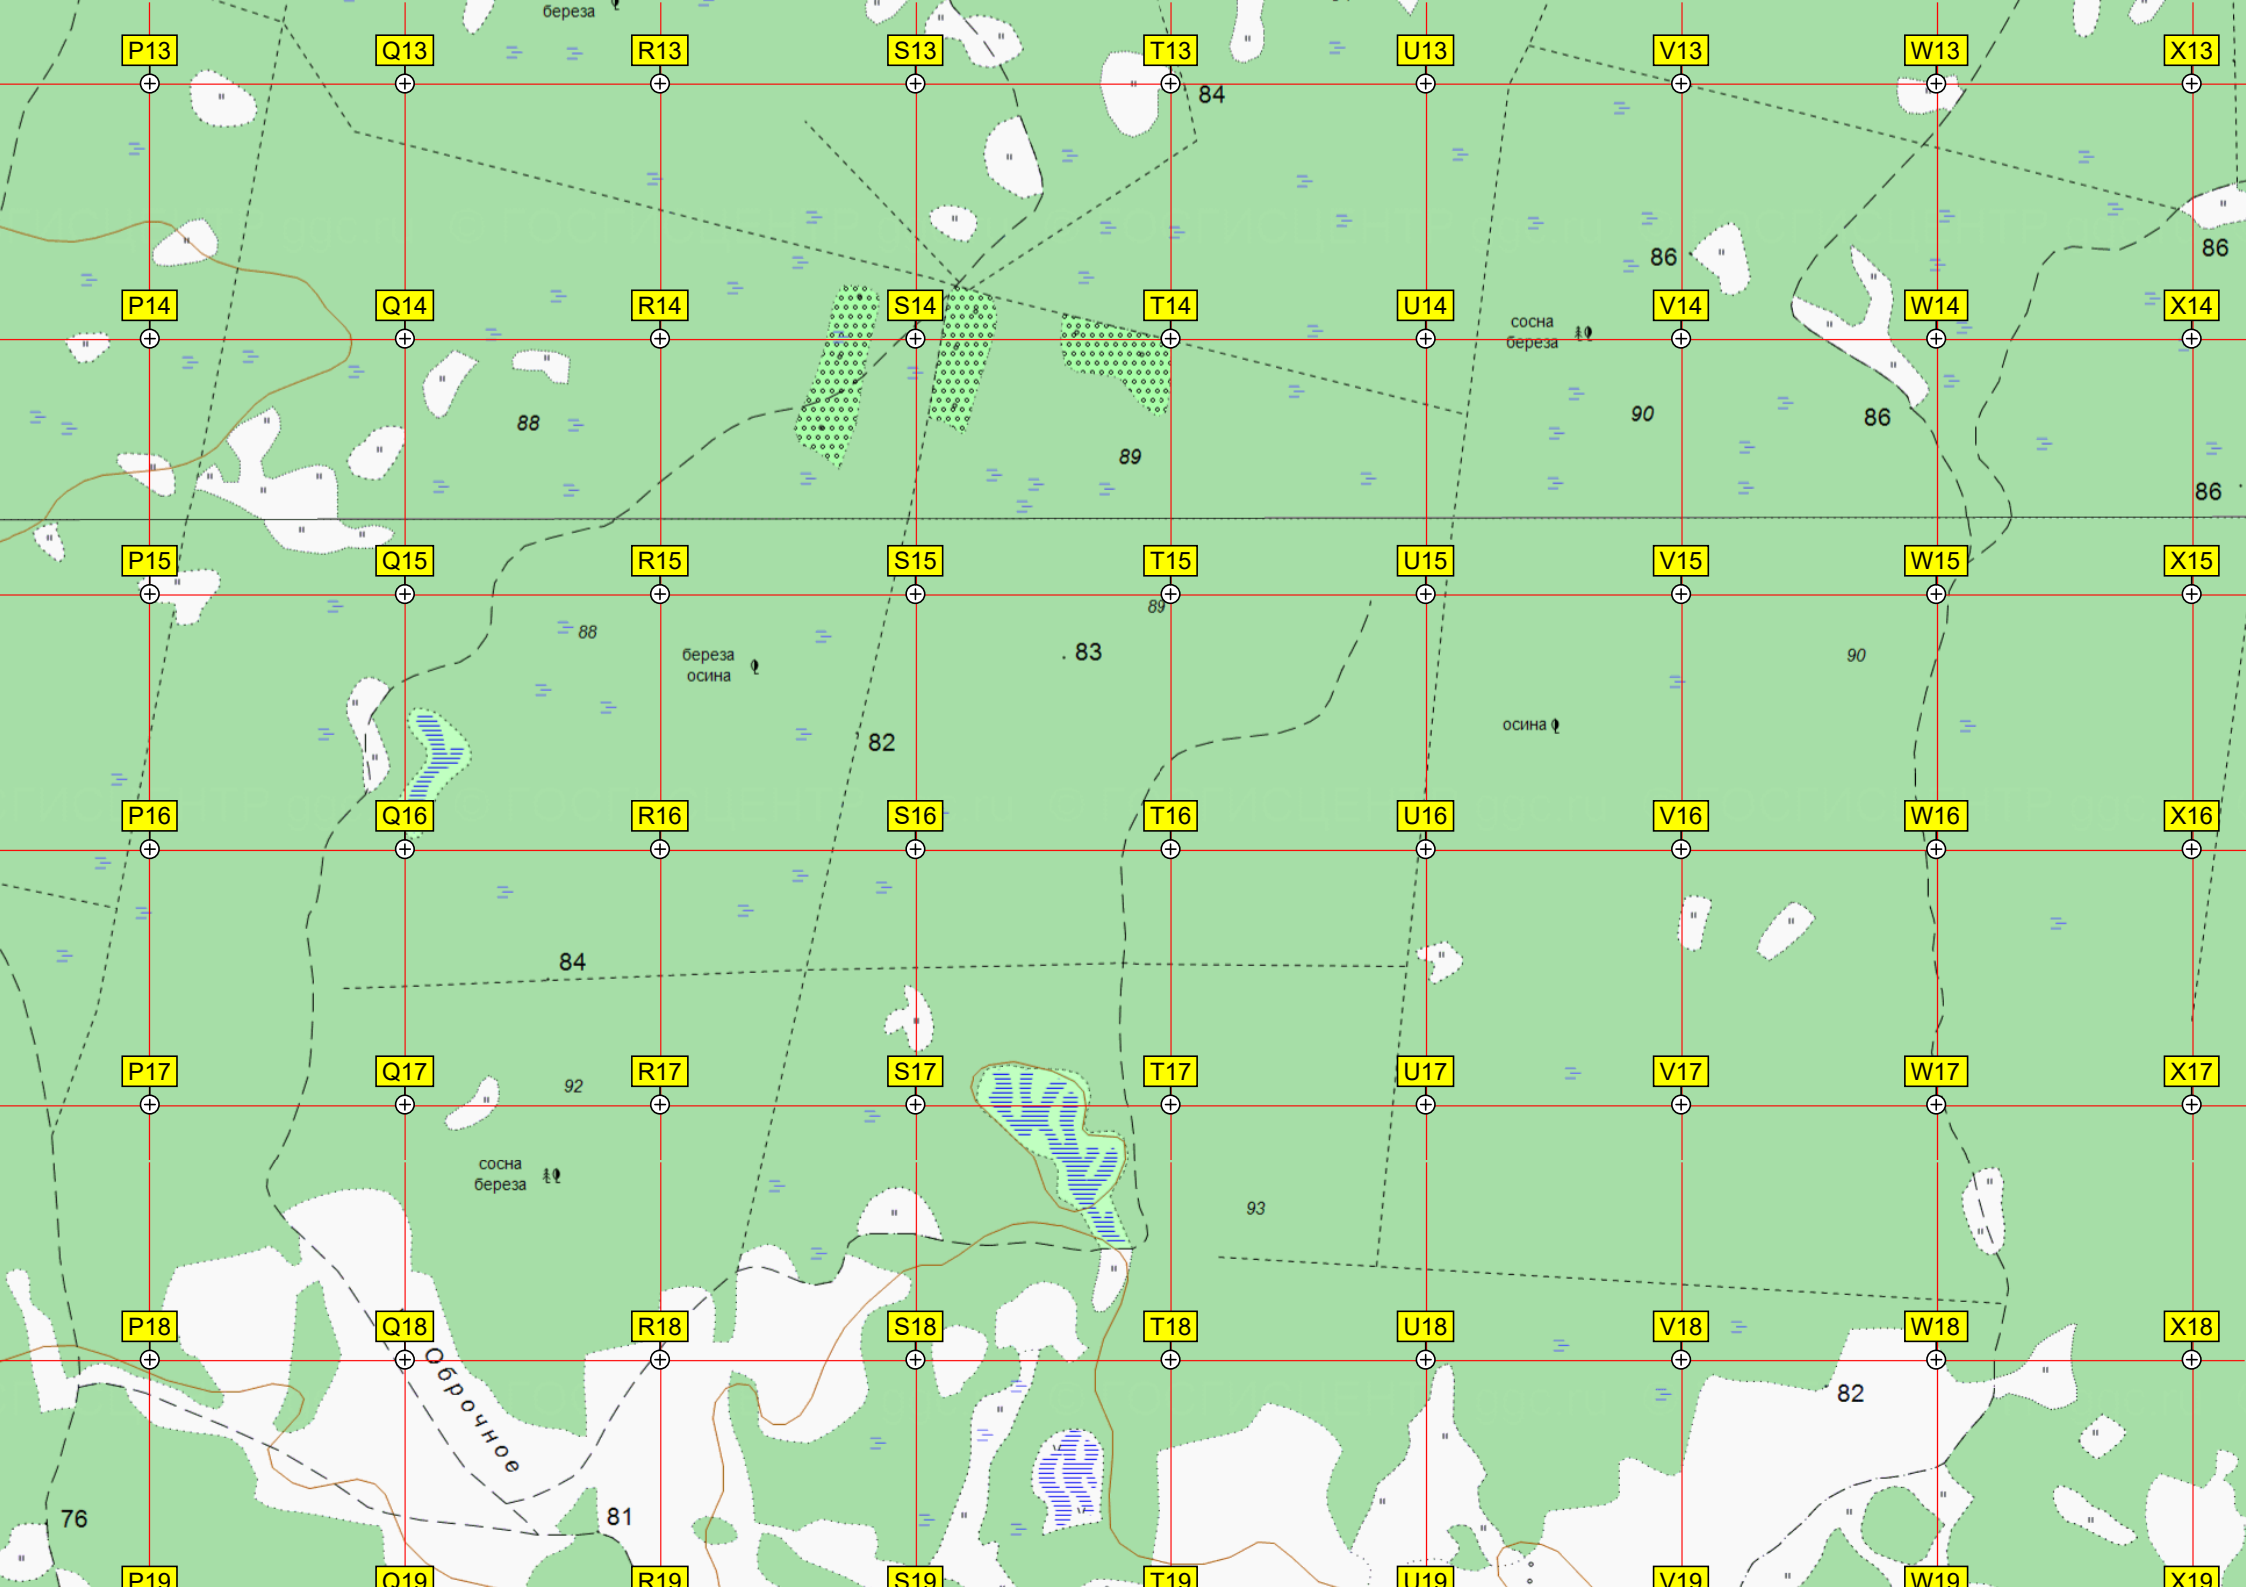 береза
P13 Q13 R13 S13 T13 U13 V13 W13 X13
84
86 86
P14 Q14 R14 S14 T14 U14 V14 W14 X14
сосна
береза
88 90 86
89
86
P15 Q15 R15 S15 T15 U15 V15 W15 X15
89
88
83
90
береза
осина
осина
82
P16 Q16 R16 S16 T16 U16 V16 W16 X16
84
P17 Q17 R17 S17 T17 U17 V17 W17 X17
92
сосна
береза
93
P18 Q18 R18 S18 T18 U18 V18 W18 X18
Оброчное
82
76 81
P19 Q19 R19 S19 T19 U19 V19 W19 X19